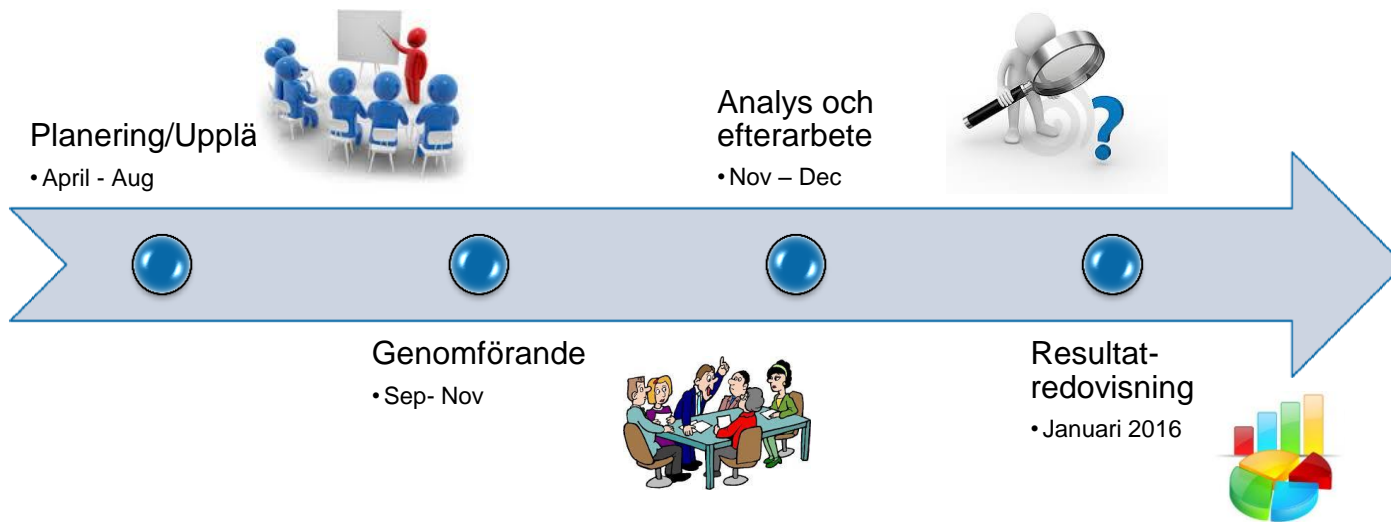 Planering/Upplä
• April - Aug
Genomförande
• Sep- Nov
Analys och
efterarbete
• Nov – Dec
Resultat-
redovisning
• Januari 2016